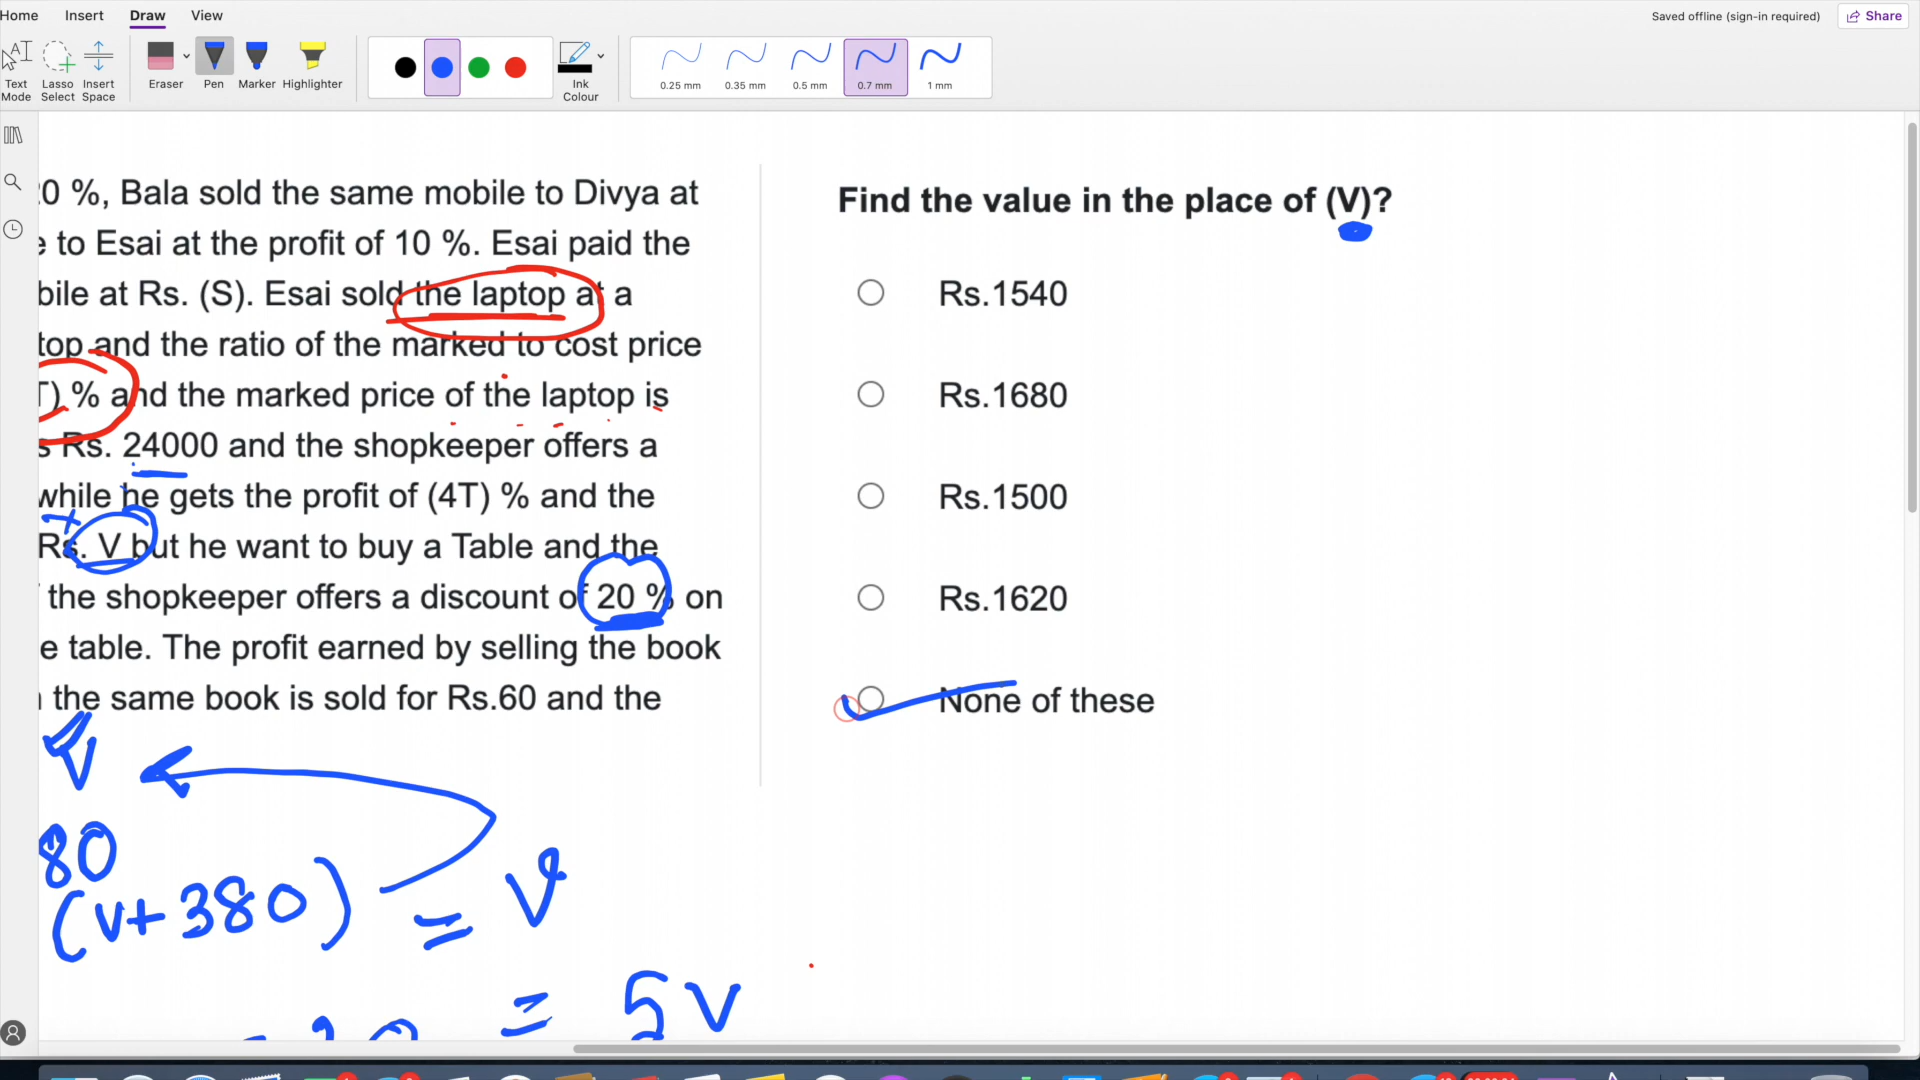 Home Insert Draw View
Saved offline (sign-in required) Share
Text Mode
Lasso Select
Insert Space
Eraser
Pen
Marker
Highlighter
Ink Colour
0.25 mm
0.35 mm
0.5 mm
0.7 mm
1 mm
0 %, Bala sold the same mobile to Divya at
e to Esai at the profit of 10 %. Esai paid the
bile at Rs. (S). Esai sold the laptop at a
top and the ratio of the marked to cost price
T) % and the marked price of the laptop is
s Rs. 24000 and the shopkeeper offers a
while he gets the profit of (4T) % and the
Rs. V but he want to buy a Table and the
the shopkeeper offers a discount of 20 % on
e table. The profit earned by selling the book
the same book is sold for Rs.60 and the
Find the value in the place of (V)?
Rs.1540
Rs.1680
Rs.1500
Rs.1620
None of these
V
80
(V+380) = V
= 5V